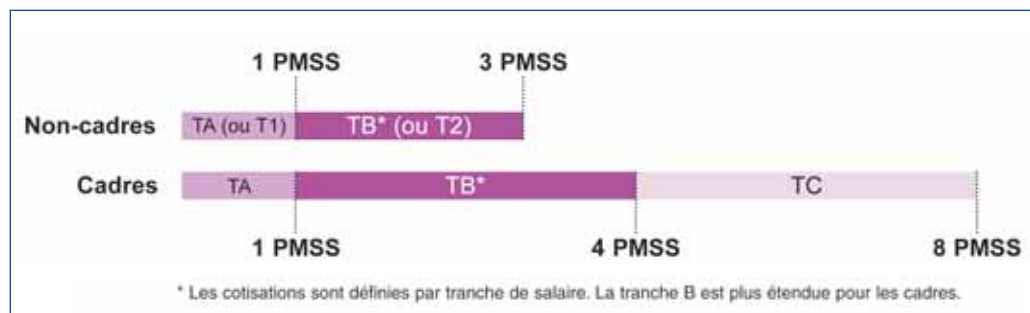 1 PMSS 3 PMSS
Non-cadres TA (ou T1) TB* (ou T2)
Cadres TA TB* TC
1 PMSS 4 PMSS 8 PMSS
* Les cotisations sont définies par tranche de salaire. La tranche B est plus étendue pour les cadres.